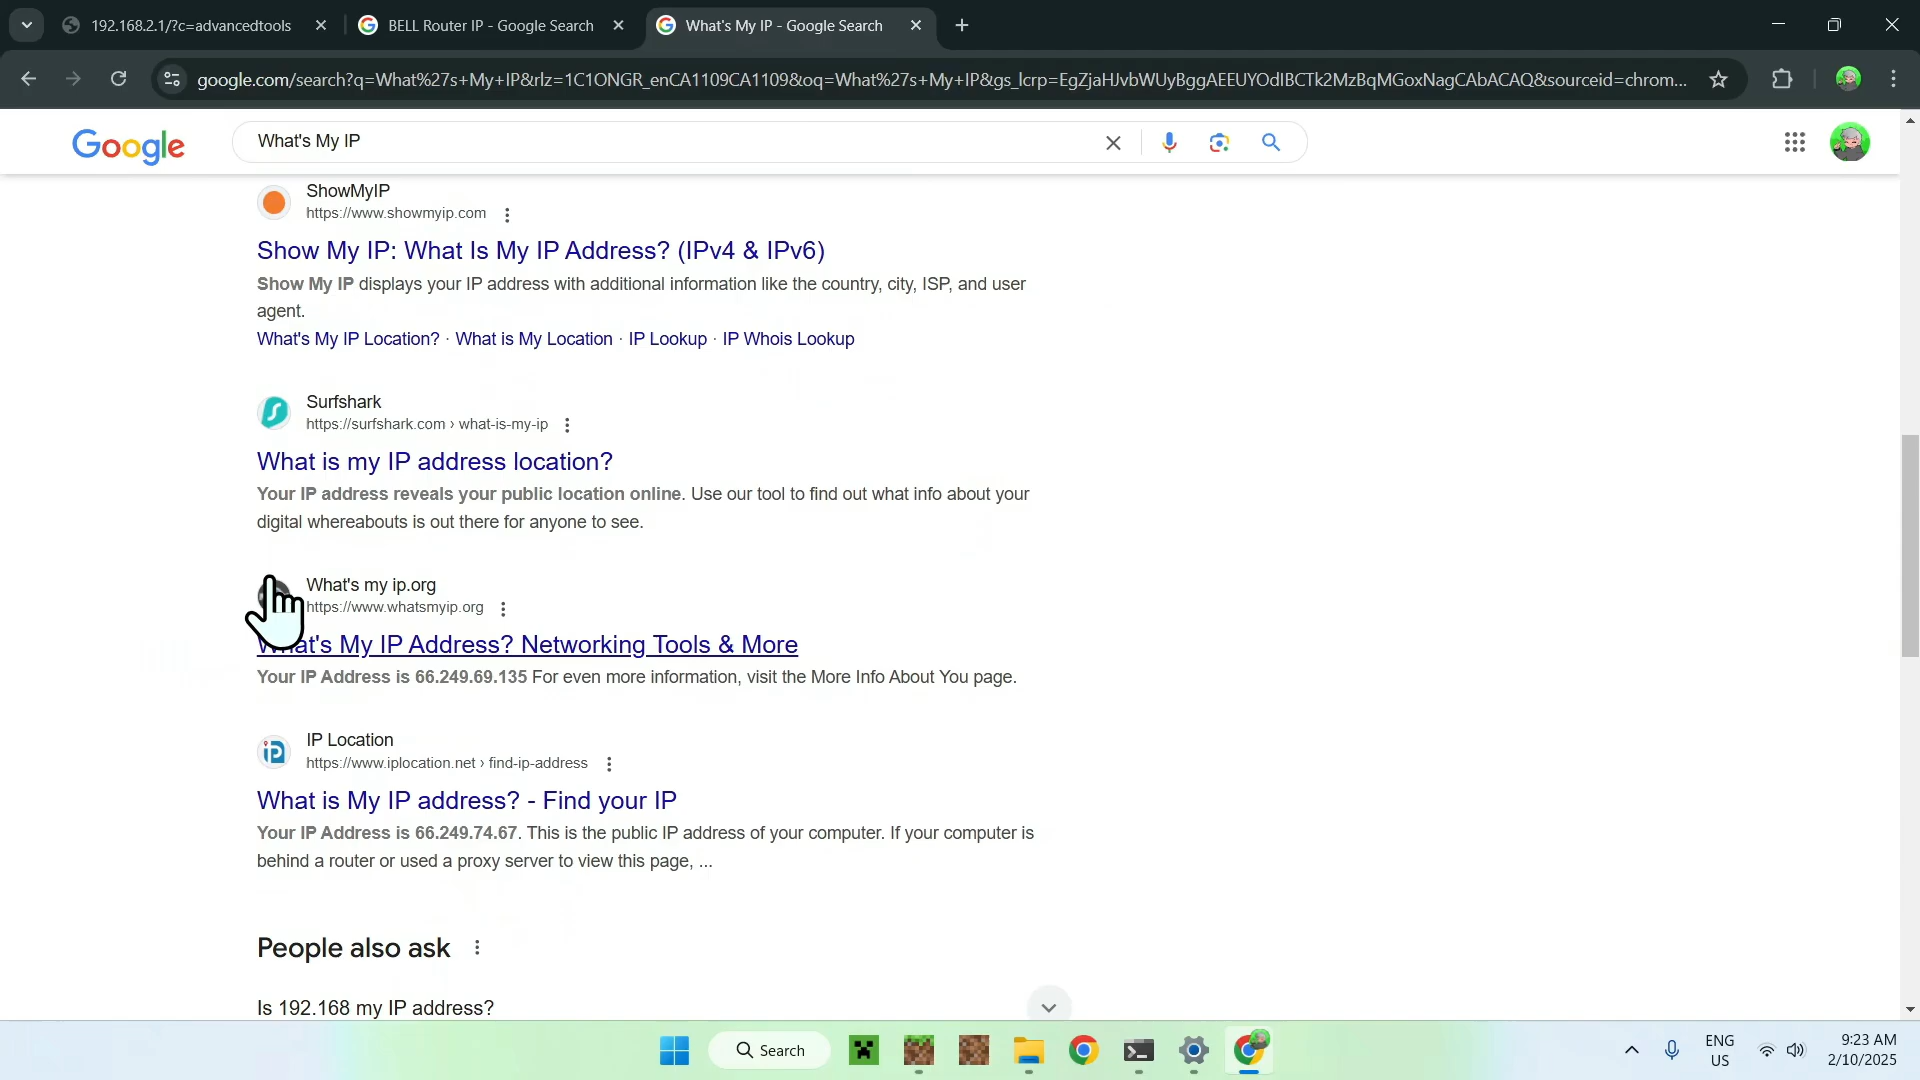 192.168.2.1/?c=advancedtools
BELL Router IP - Google Search
What's My IP - Google Search
google.com/search?q=What%27s+My+IP&rlz=1C1ONGR_enCA1109CA1109&oq=What%27s+My+IP&gs_lcrp=EgZjaHJvbWUyBggAEEUYOdIBCTk2MzBqMGoxNagCAbACAQ&sourceid=chrom...
Google
What's My IP
ShowMyIP
https://www.showmyip.com
Show My IP: What Is My IP Address? (IPv4 & IPv6)
Show My IP displays your IP address with additional information like the country, city, ISP, and user
agent.
What's My IP Location? · What is My Location · IP Lookup · IP Whois Lookup
Surfshark
https://surfshark.com › what-is-my-ip
What is my IP address location?
Your IP address reveals your public location online. Use our tool to find out what info about your
digital whereabouts is out there for anyone to see.
What's my ip.org
https://www.whatsmyip.org
What's My IP Address? Networking Tools & More
Your IP Address is 66.249.69.135 For even more information, visit the More Info About You page.
IP Location
https://www.iplocation.net › find-ip-address
What is My IP address? - Find your IP
Your IP Address is 66.249.74.67. This is the public IP address of your computer. If your computer is
behind a router or used a proxy server to view this page, ...
People also ask
Is 192.168 my IP address?
Search
ENG
US
9:23 AM
2/10/2025